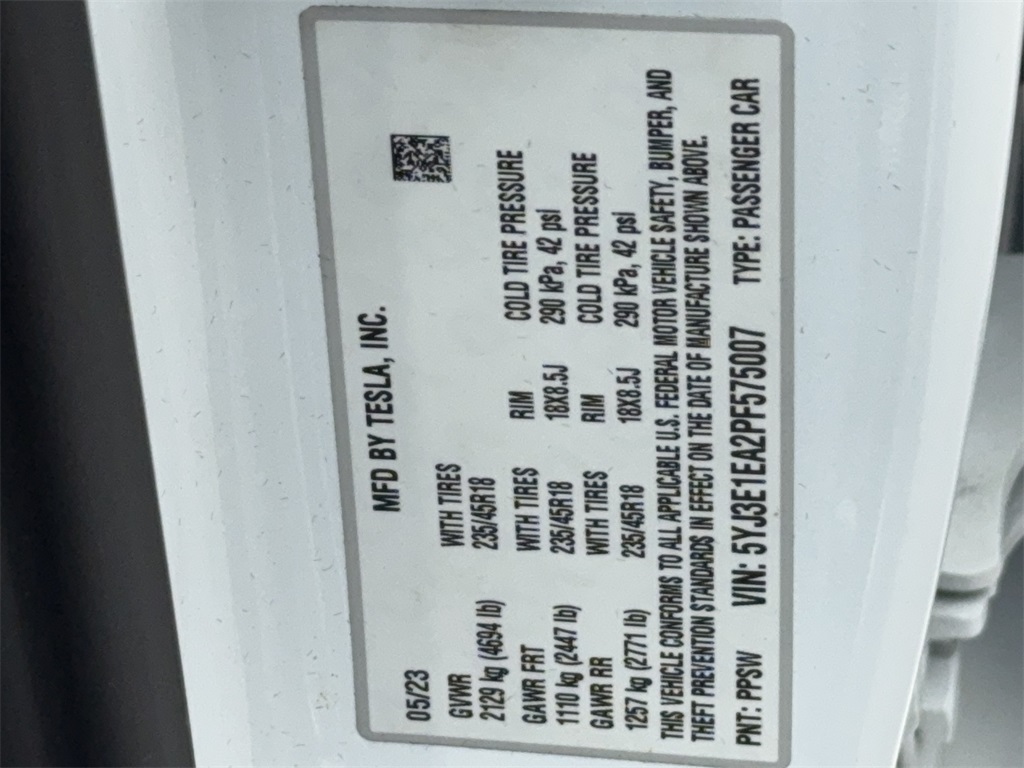 MFD BY TESLA, INC.
05/23
GVWR WITH TIRES
2129 kg (4694 lb) 235/45R18
GAWR FRT WITH TIRES RIM COLD TIRE PRESSURE
1110 kg (2447 lb) 235/45R18 18X8.5J 290 kPa, 42 psi
GAWR RR WITH TIRES RIM COLD TIRE PRESSURE
1257 kg (2771 lb) 235/45R18 18X8.5J 290 kPa, 42 psi
THIS VEHICLE CONFORMS TO ALL APPLICABLE U.S. FEDERAL MOTOR VEHICLE SAFETY, BUMPER, AND
THEFT PREVENTION STANDARDS IN EFFECT ON THE DATE OF MANUFACTURE SHOWN ABOVE.
PNT: PPSW VIN: 5YJ3E1EA2PF575007 TYPE: PASSENGER CAR